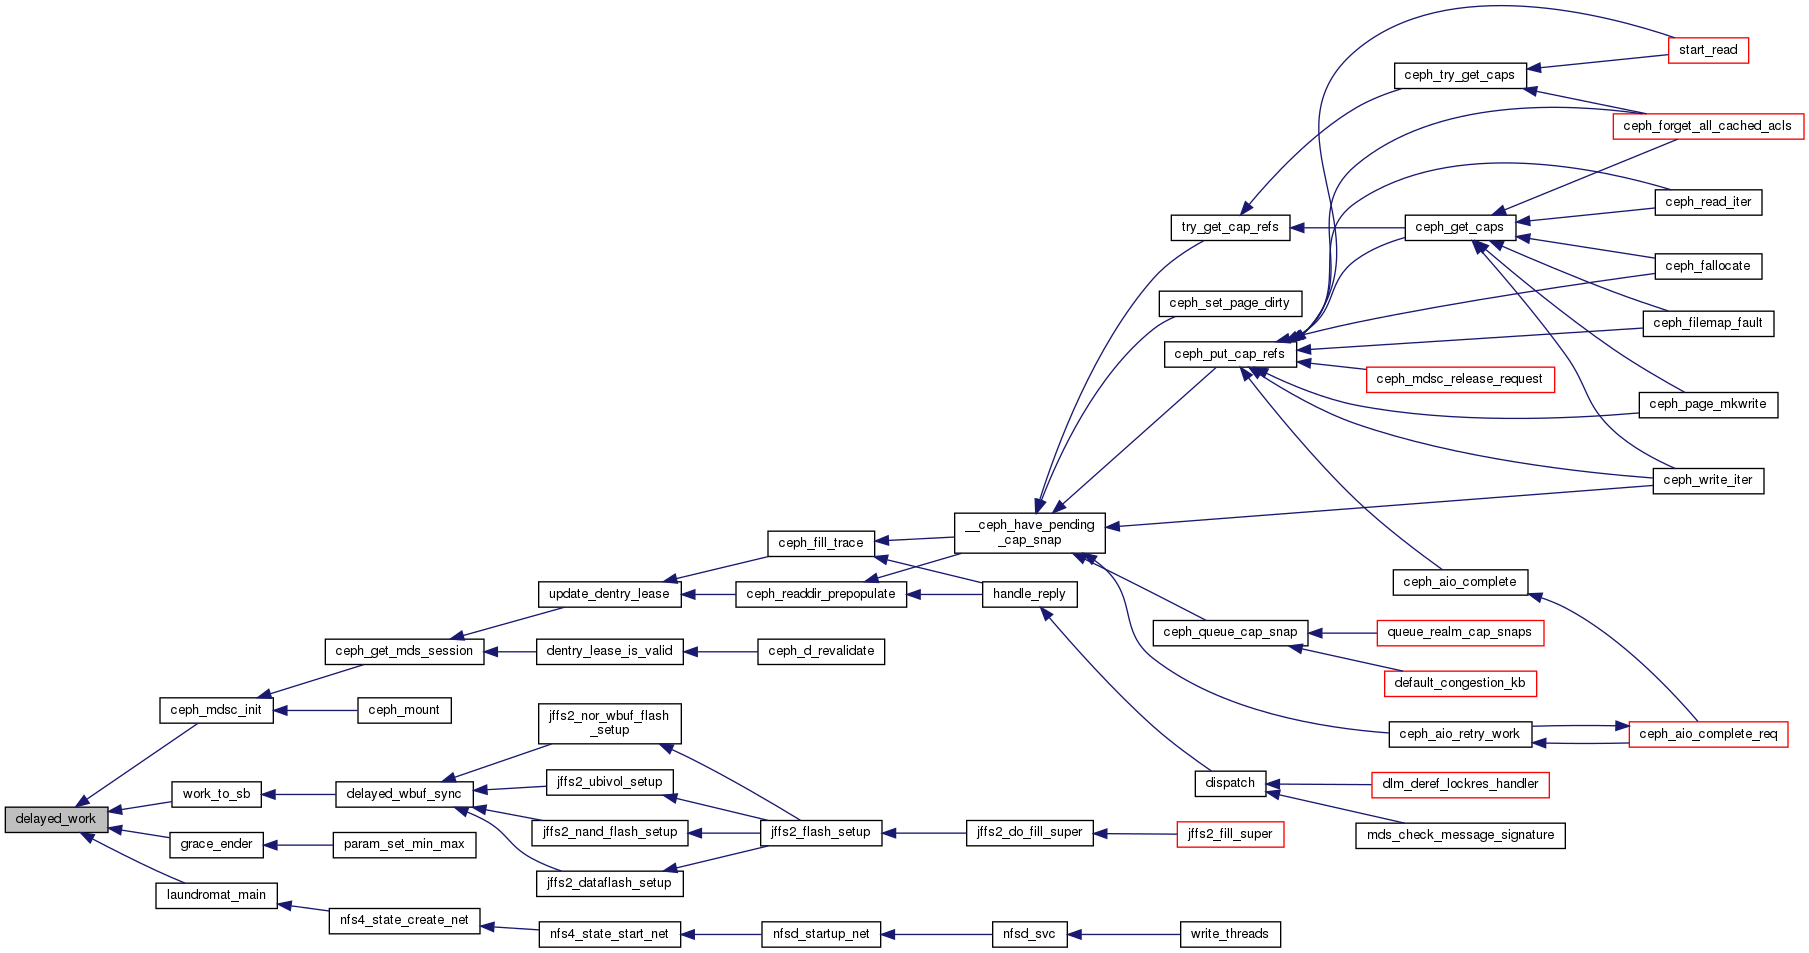 start_read
ceph_try_get_caps
ceph_forget_all_cached_acls
ceph_read_iter
try_get_cap_refs
ceph_get_caps
ceph_fallocate
ceph_set_page_dirty
ceph_filemap_fault
ceph_put_cap_refs
ceph_mdsc_release_request
ceph_page_mkwrite
ceph_write_iter
__ceph_have_pending
_cap_snap
ceph_fill_trace
ceph_aio_complete
update_dentry_lease
ceph_readdir_prepopulate
handle_reply
ceph_queue_cap_snap
queue_realm_cap_snaps
ceph_get_mds_session
dentry_lease_is_valid
ceph_d_revalidate
default_congestion_kb
ceph_mdsc_init
ceph_mount
jffs2_nor_wbuf_flash
_setup
ceph_aio_retry_work
ceph_aio_complete_req
jffs2_ubivol_setup
dispatch
dlm_deref_lockres_handler
work_to_sb
delayed_wbuf_sync
delayed_work
jffs2_nand_flash_setup
jffs2_flash_setup
jffs2_do_fill_super
jffs2_fill_super
mds_check_message_signature
grace_ender
param_set_min_max
jffs2_dataflash_setup
laundromat_main
nfs4_state_create_net
nfs4_state_start_net
nfsd_startup_net
nfsd_svc
write_threads